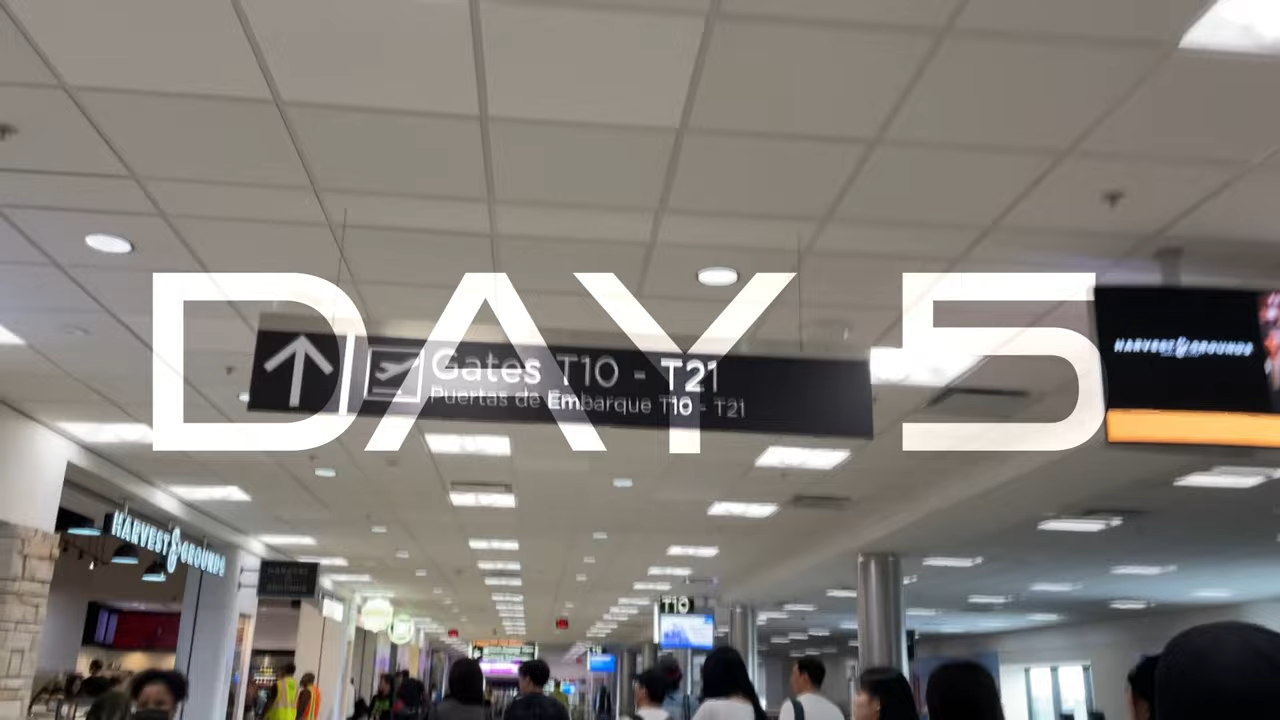 DAY 5
Gates T10 - T21
Puertas de Embarque T10 - T21
HARVEST & GROUNDS
HARVEST & GROUNDS
T10